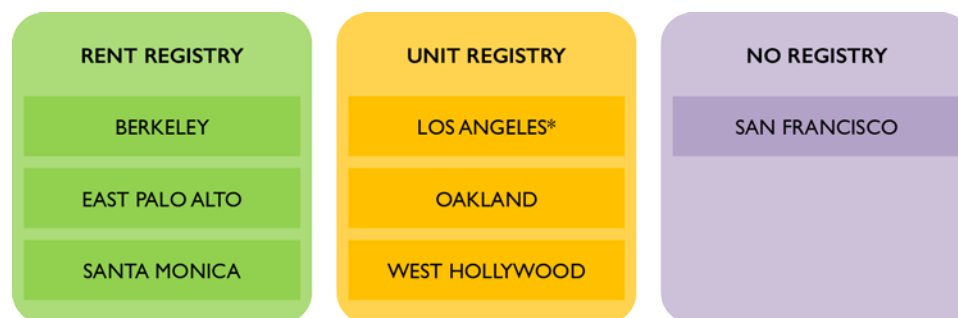 RENT REGISTRY
BERKELEY
EAST PALO ALTO
SANTA MONICA
UNIT REGISTRY
LOS ANGELES*
OAKLAND
WEST HOLLYWOOD
NO REGISTRY
SAN FRANCISCO